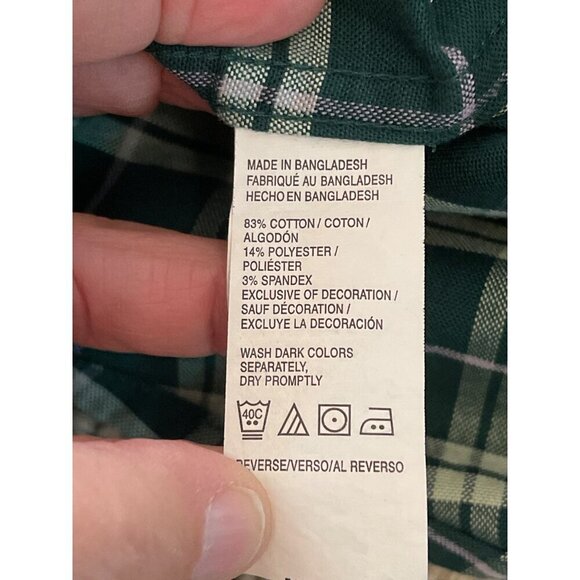 MADE IN BANGLADESH
FABRIQUÉ AU BANGLADESH
HECHO EN BANGLADESH
83% COTTON / COTON /
ALGODÓN
14% POLYESTER /
POLIÉSTER
3% SPANDEX
EXCLUSIVE OF DECORATION /
SAUF DÉCORATION /
EXCLUYE LA DECORACIÓN
WASH DARK COLORS
SEPARATELY,
DRY PROMPTLY
40C
REVERSE/VERSO/AL REVERSO